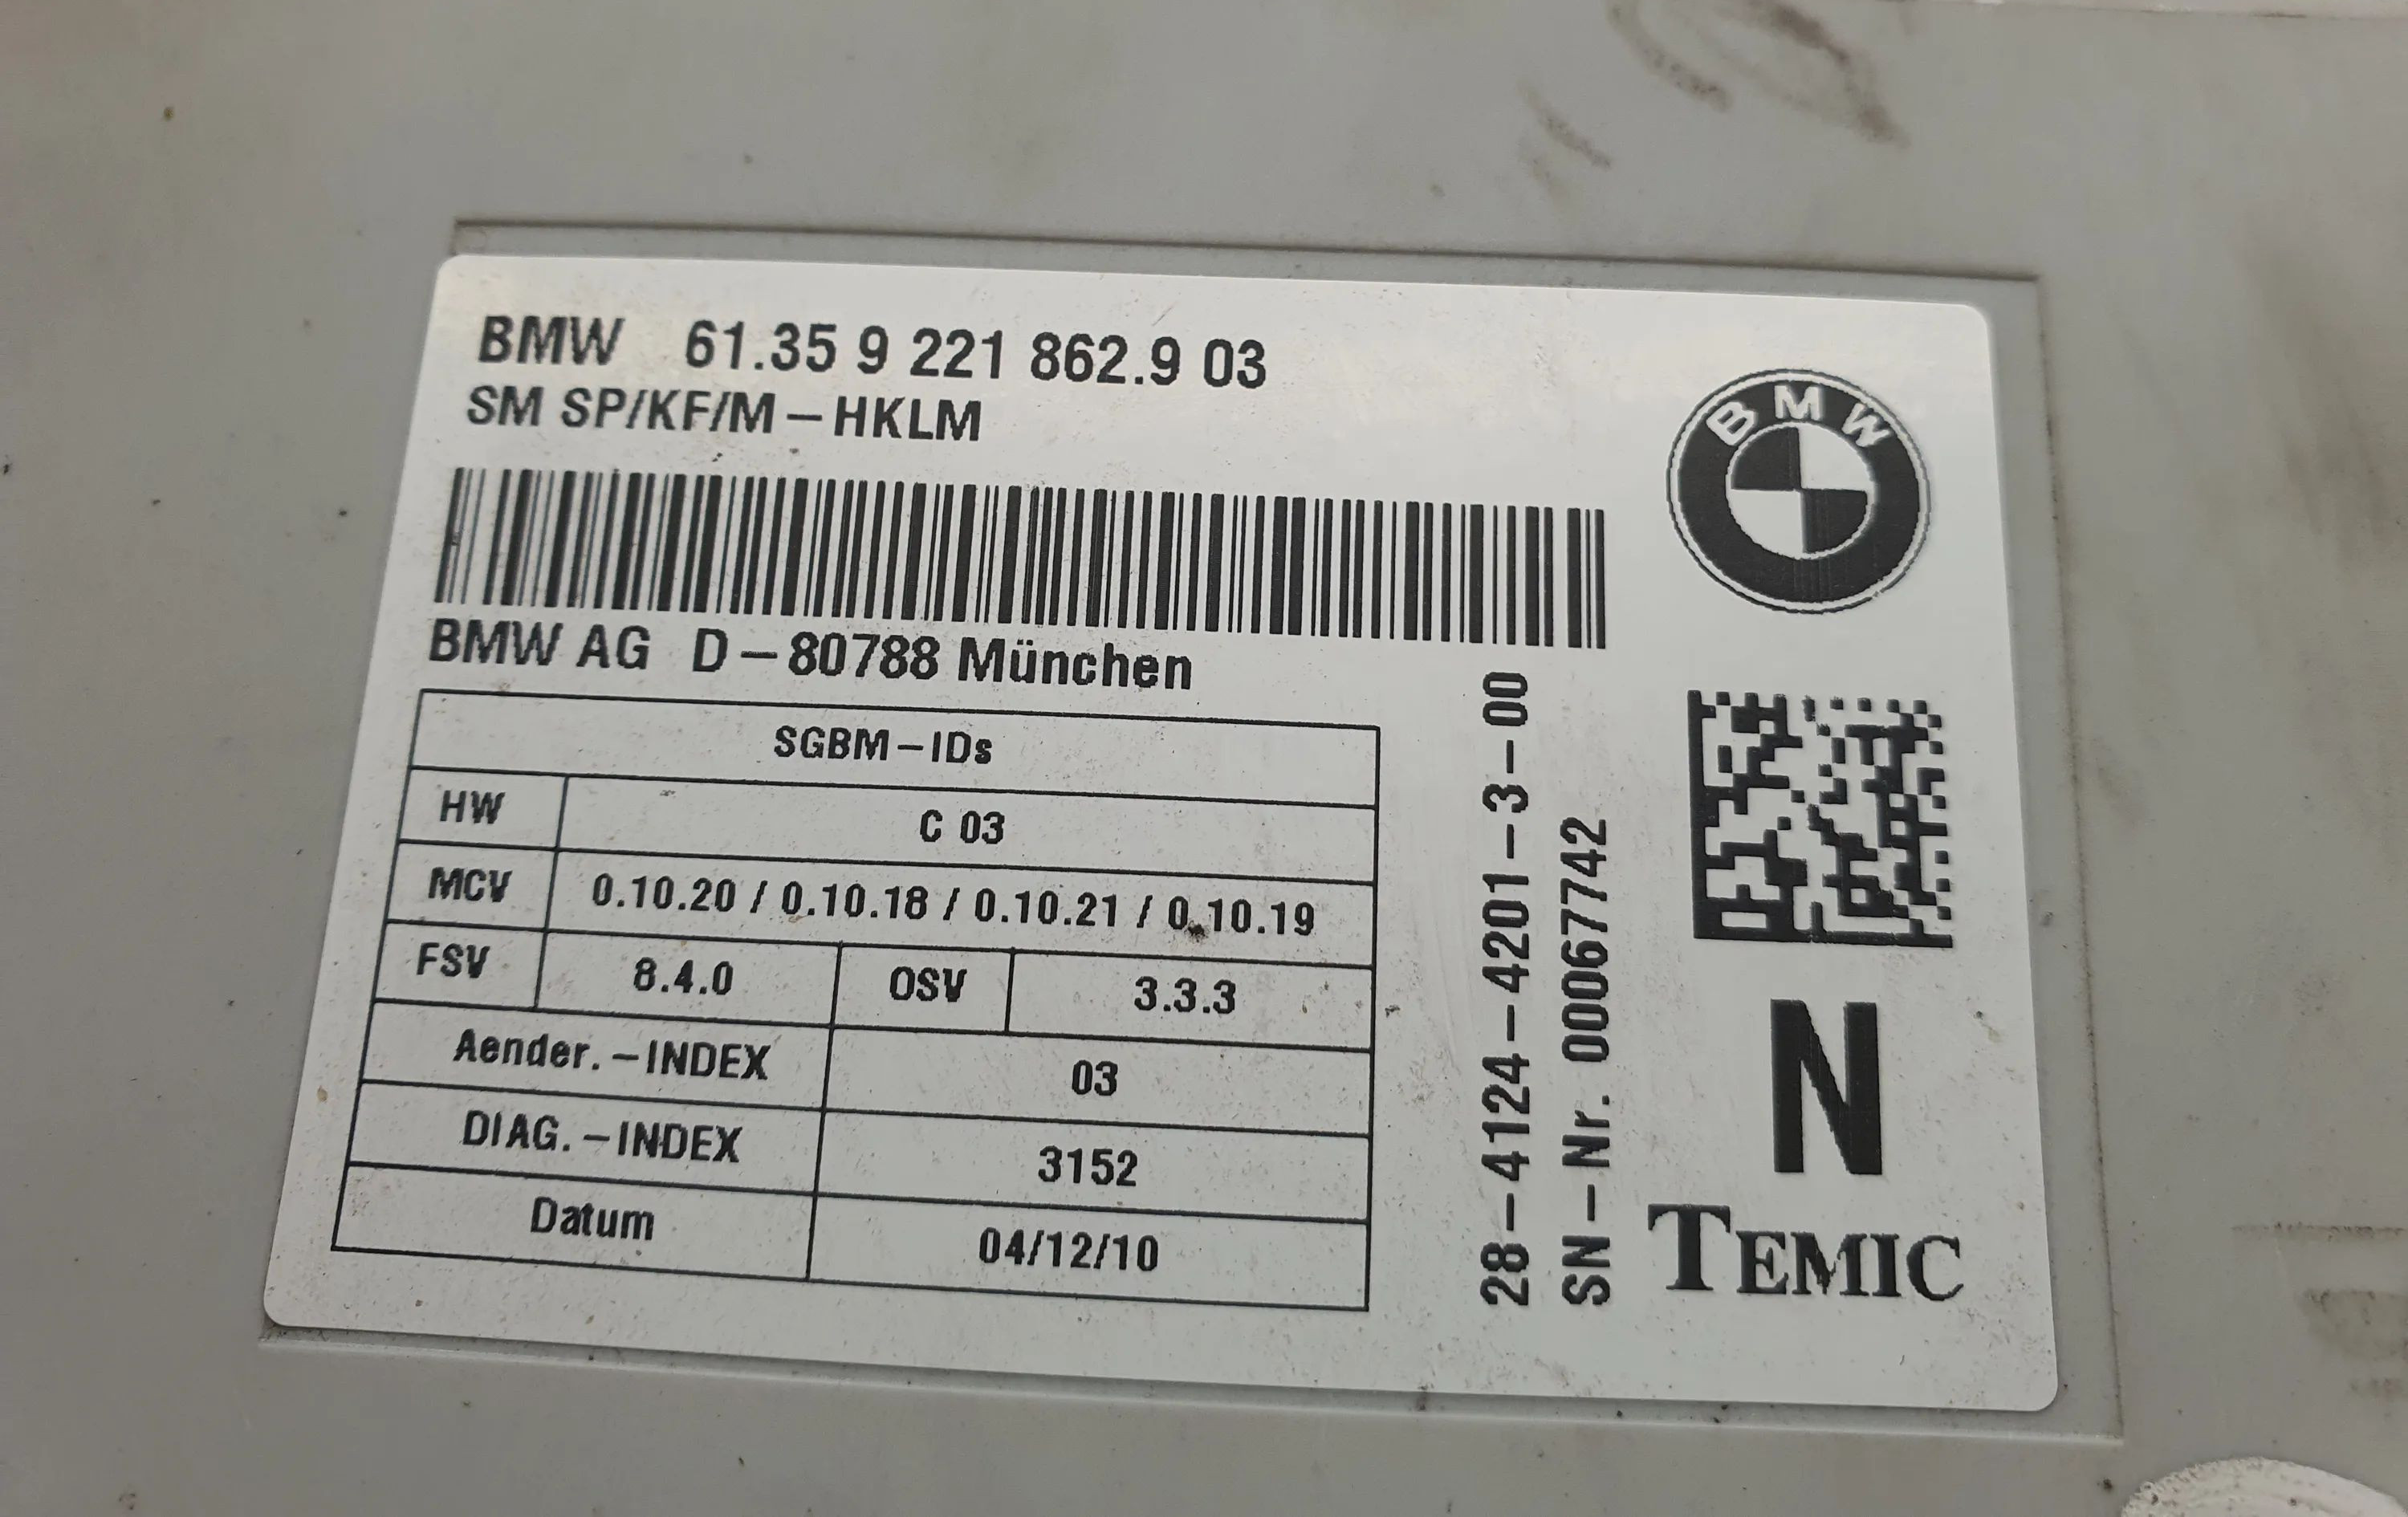 BMW 61.35 9 221 862.9 03
SM SP/KF/M-HKLM
BMW
BMW AG D-80788 München
SGBM-IDs
HW C 03
MCV 0.10.20 / 0.10.18 / 0.10.21 / 0.10.19
FSV 8.4.0 OSV 3.3.3
Aender.-INDEX 03
DIAG.-INDEX 3152
Datum 04/12/10
28-4124-4201-3-00
SN-Nr. 00067742
N
TEMIC